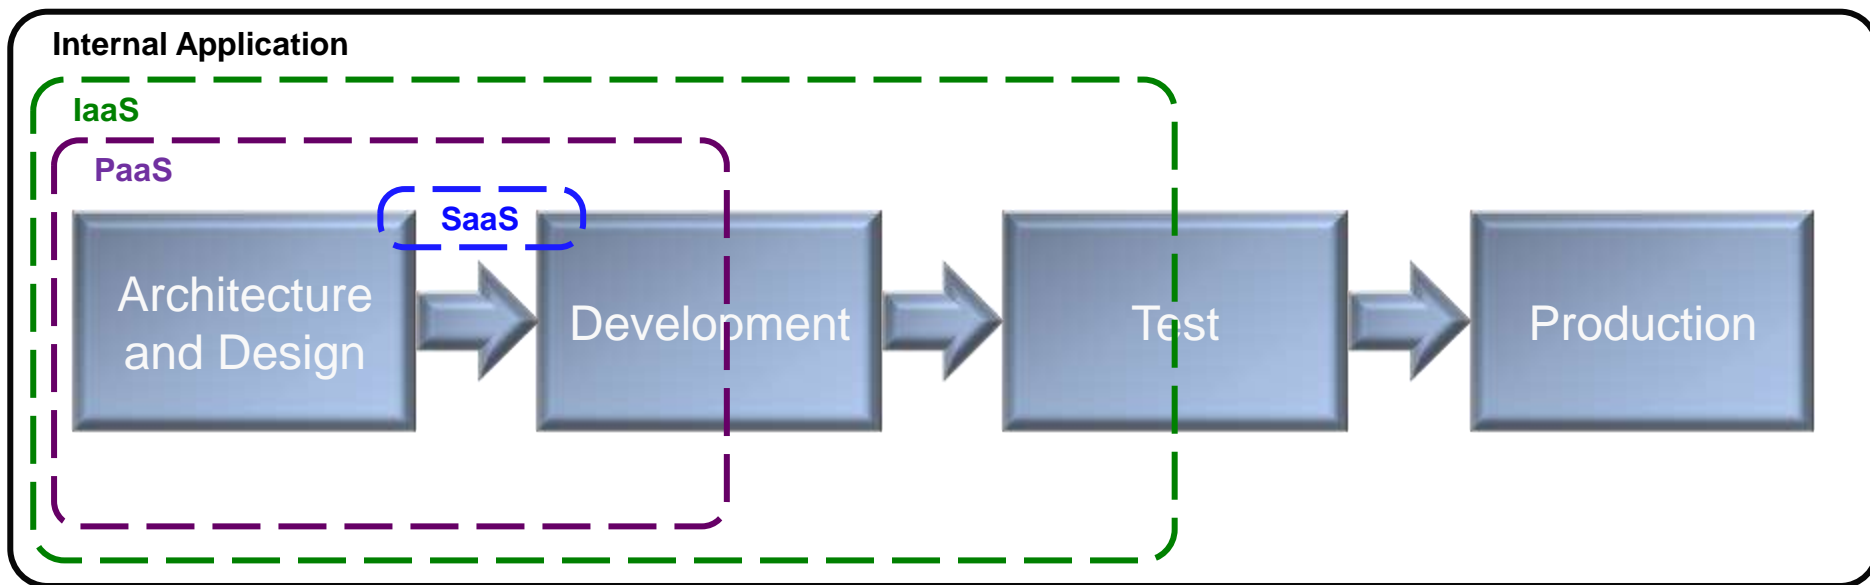 Internal Application
IaaS
PaaS
SaaS
Architecture
and Design
Development
Test
Production